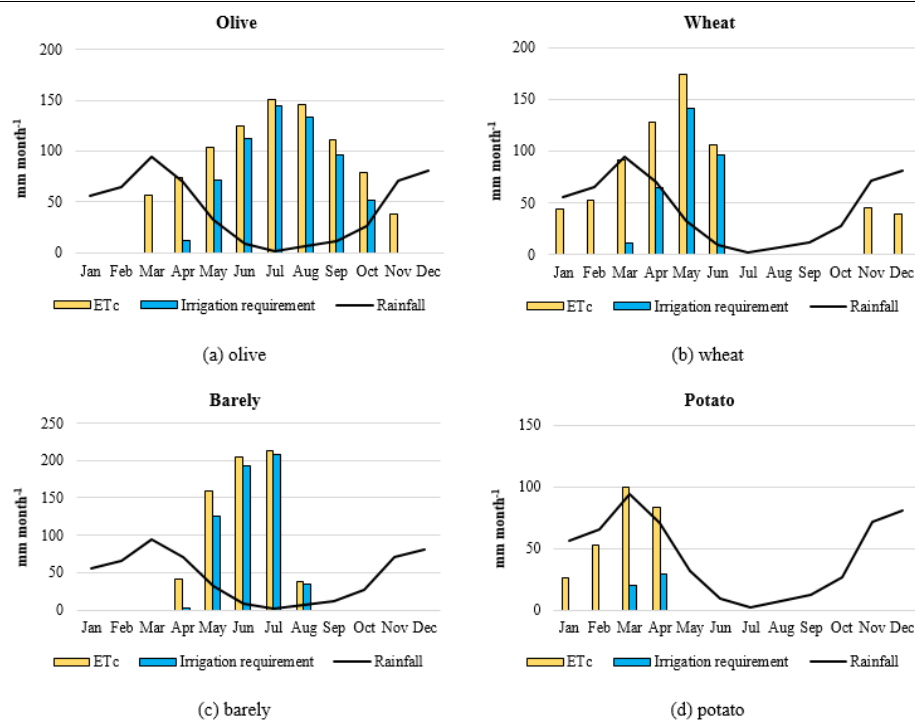 Olive
200
150
100
50
0
mm month-1
Jan Feb Mar Apr May Jun Jul Aug Sep Oct Nov Dec
ETc Irrigation requirement Rainfall
(a) olive
Wheat
200
150
100
50
0
mm month-1
Jan Feb Mar Apr May Jun Jul Aug Sep Oct Nov Dec
ETc Irrigation requirement Rainfall
(b) wheat
Barely
250
200
150
100
50
0
mm month-1
Jan Feb Mar Apr May Jun Jul Aug Sep Oct Nov Dec
ETc Irrigation requirement Rainfall
(c) barely
Potato
150
100
50
0
mm month-1
Jan Feb Mar Apr May Jun Jul Aug Sep Oct Nov Dec
ETc Irrigation requirement Rainfall
(d) potato